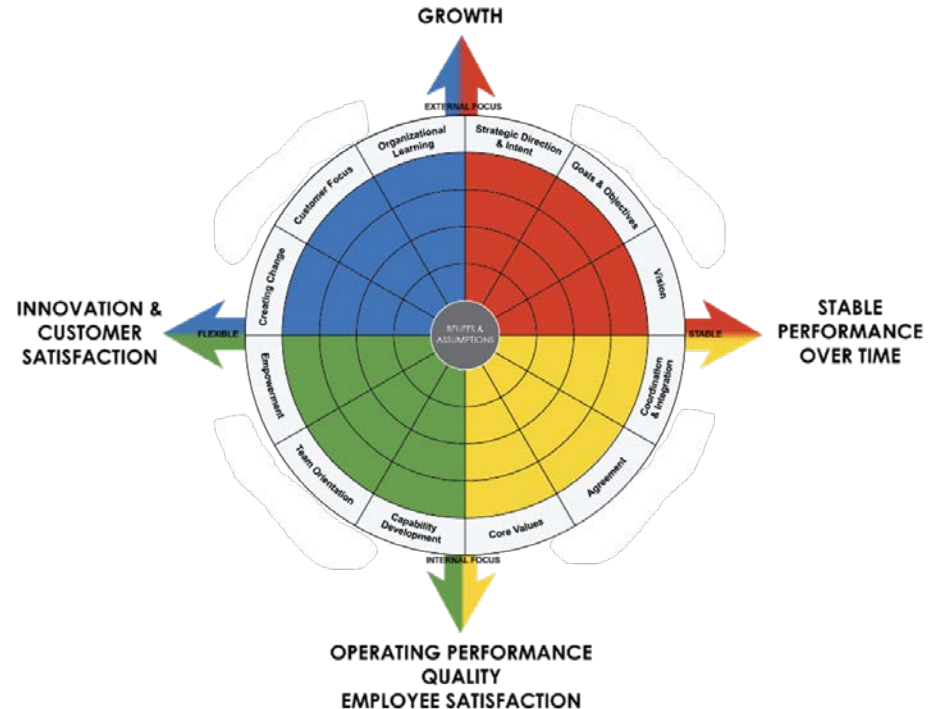 GROWTH
EXTERNAL FOCUS
Organizational
Learning
Strategic Direction
& Intent
Customer Focus
Goals & Objectives
Creating Change
Vision
INNOVATION &
CUSTOMER
SATISFACTION
FLEXIBLE
BELIEFS &
ASSUMPTIONS
STABLE
STABLE
PERFORMANCE
OVER TIME
Empowerment
Coordination
& Integration
Team Orientation
Agreement
Capability
Development
Core Values
INTERNAL FOCUS
OPERATING PERFORMANCE
QUALITY
EMPLOYEE SATISFACTION